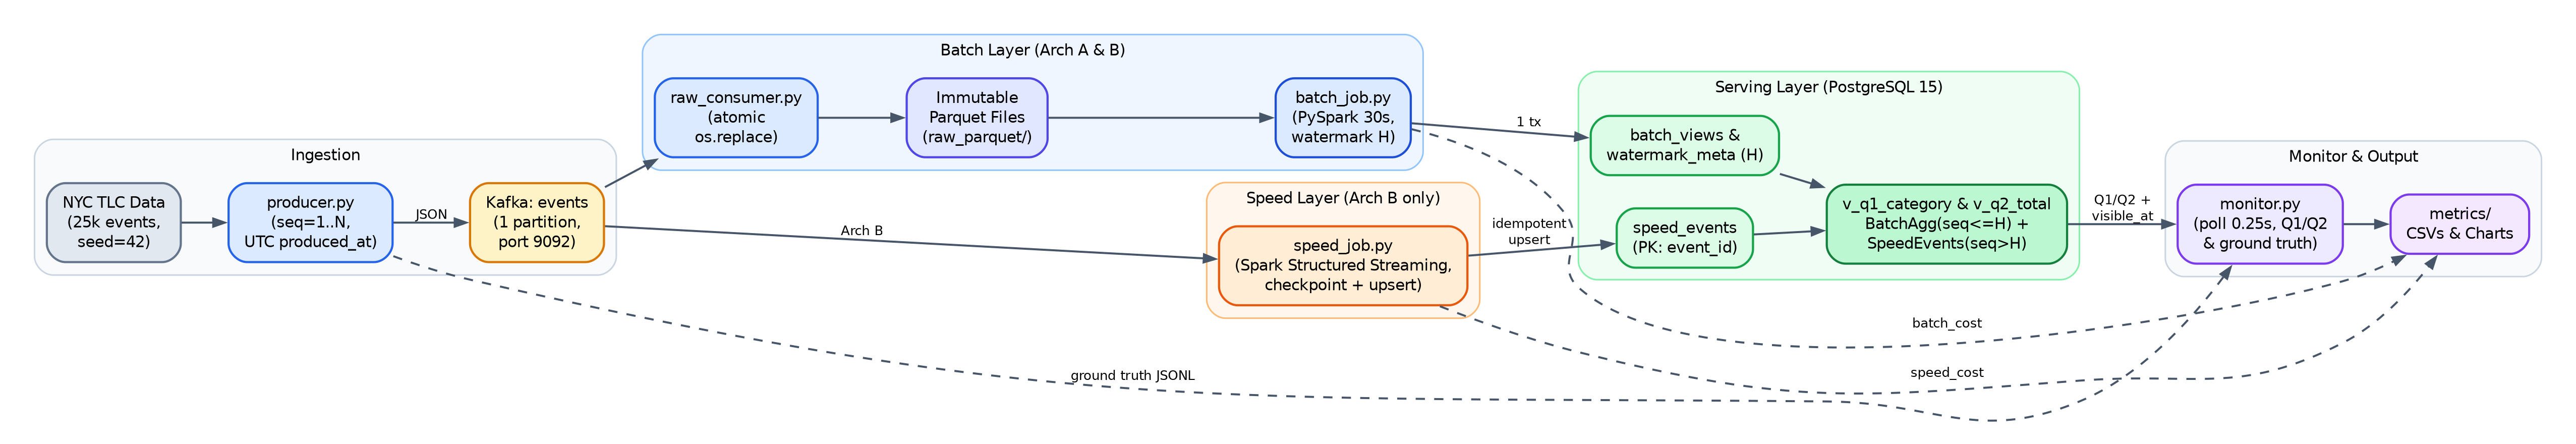 Batch Layer (Arch A & B)
raw_consumer.py
(atomic
os.replace)
Immutable
Parquet Files
(raw_parquet/)
batch_job.py
(PySpark 30s,
watermark H)
Ingestion
NYC TLC Data
(25k events,
seed=42)
producer.py
(seq=1..N,
UTC produced_at)
JSON
Kafka: events
(1 partition,
port 9092)
Arch B
Speed Layer (Arch B only)
speed_job.py
(Spark Structured Streaming,
checkpoint + upsert)
1 tx
idempotent
upsert
Serving Layer (PostgreSQL 15)
batch_views &
watermark_meta (H)
speed_events
(PK: event_id)
v_q1_category & v_q2_total
BatchAgg(seq<=H) +
SpeedEvents(seq>H)
Q1/Q2 +
visible_at
Monitor & Output
monitor.py
(poll 0.25s, Q1/Q2
& ground truth)
metrics/
CSVs & Charts
batch_cost
speed_cost
ground truth JSONL